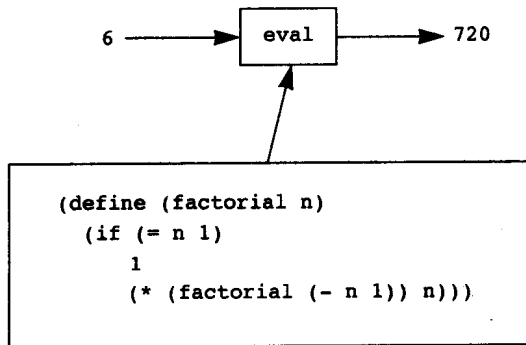 6 eval 720
(define (factorial n)
(if (= n 1)
1
(* (factorial (- n 1)) n)))